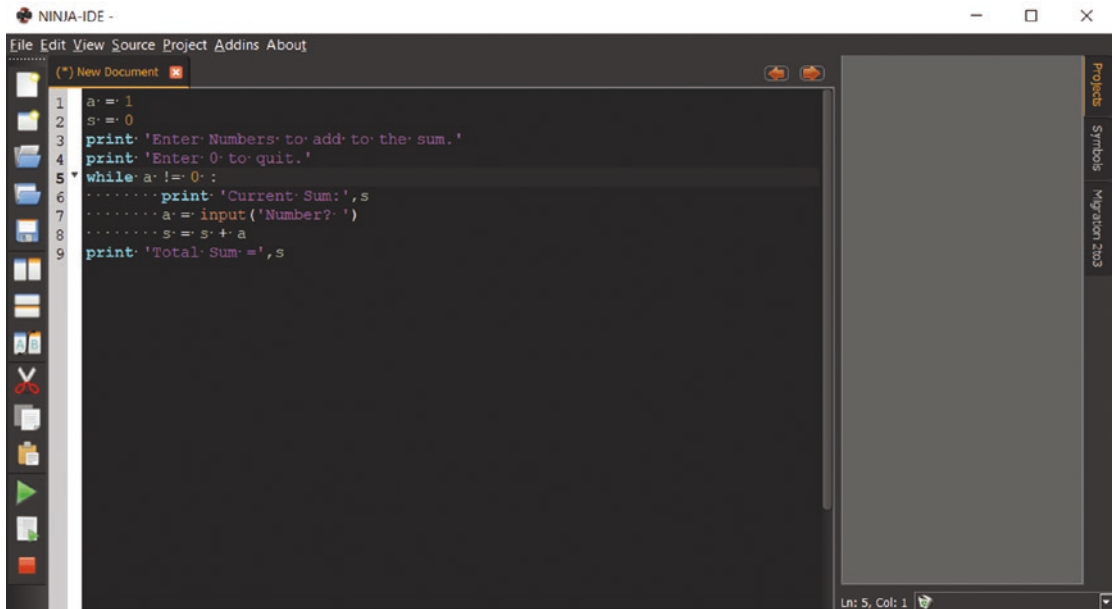 NINJA-IDE -
File Edit View Source Project Addins About
(*) New Document
1 a = 1
2 s = 0
3 print 'Enter Numbers to add to the sum.'
4 print 'Enter 0 to quit.'
5 while a != 0 :
6         print 'Current Sum:',s
7         a = input('Number? ')
8         s = s + a
9 print 'Total Sum =',s
Projects
Symbols
Migration 2to3
A B
Ln: 5, Col: 1